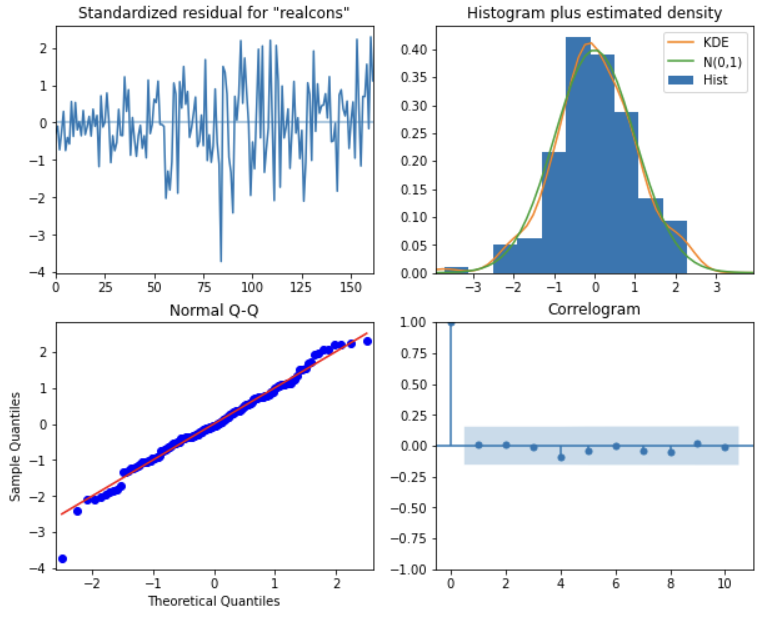 Standardized residual for "realcons"
2
1
0
−1
−2
−3
−4
0 25 50 75 100 125 150
Histogram plus estimated density
KDE
N(0,1)
Hist
0.40
0.35
0.30
0.25
0.20
0.15
0.10
0.05
0.00
−3 −2 −1 0 1 2 3
Normal Q-Q
Sample Quantiles
2
1
0
−1
−2
−3
−4
−2 −1 0 1 2
Theoretical Quantiles
Correlogram
1.00
0.75
0.50
0.25
0.00
−0.25
−0.50
−0.75
−1.00
0 2 4 6 8 10